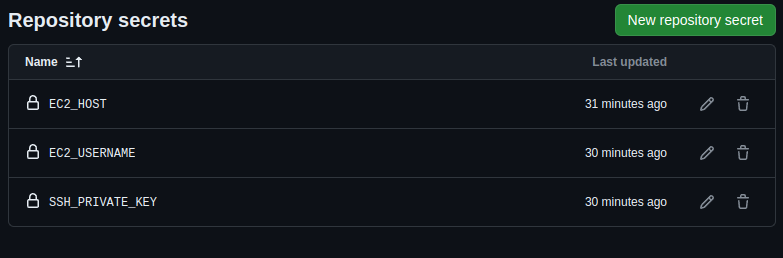 Repository secrets
New repository secret
Name Last updated
EC2_HOST 31 minutes ago
EC2_USERNAME 30 minutes ago
SSH_PRIVATE_KEY 30 minutes ago